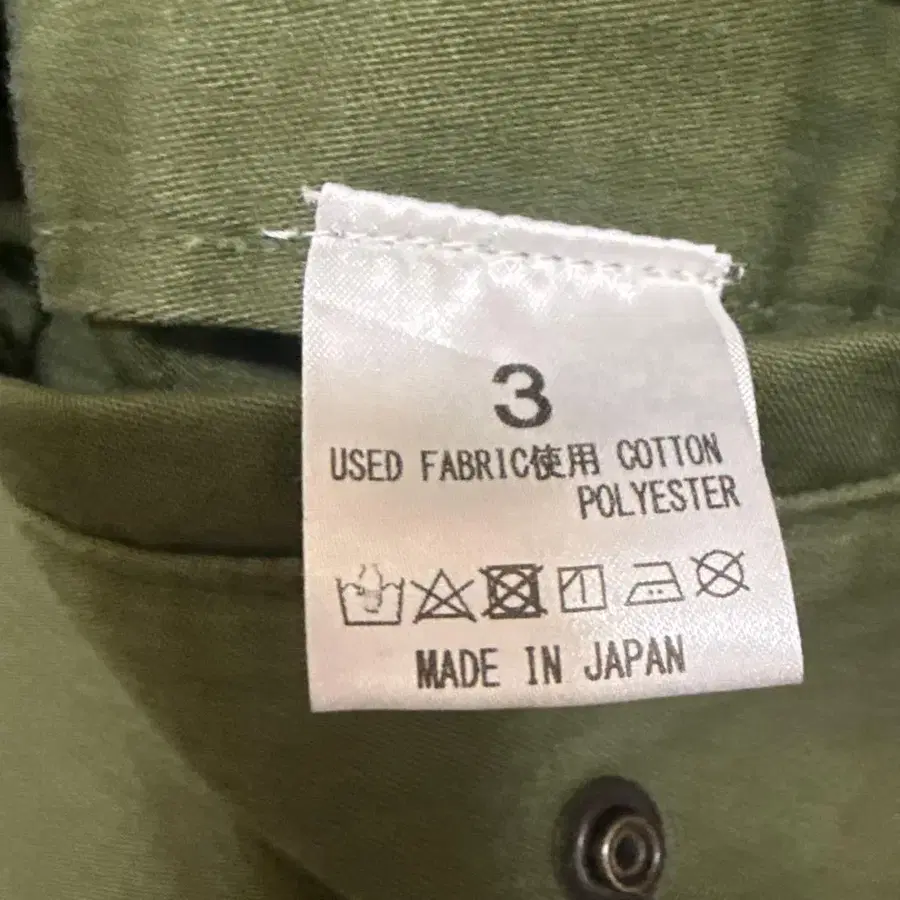 3
USED FABRIC使用 COTTON
POLYESTER
MADE IN JAPAN